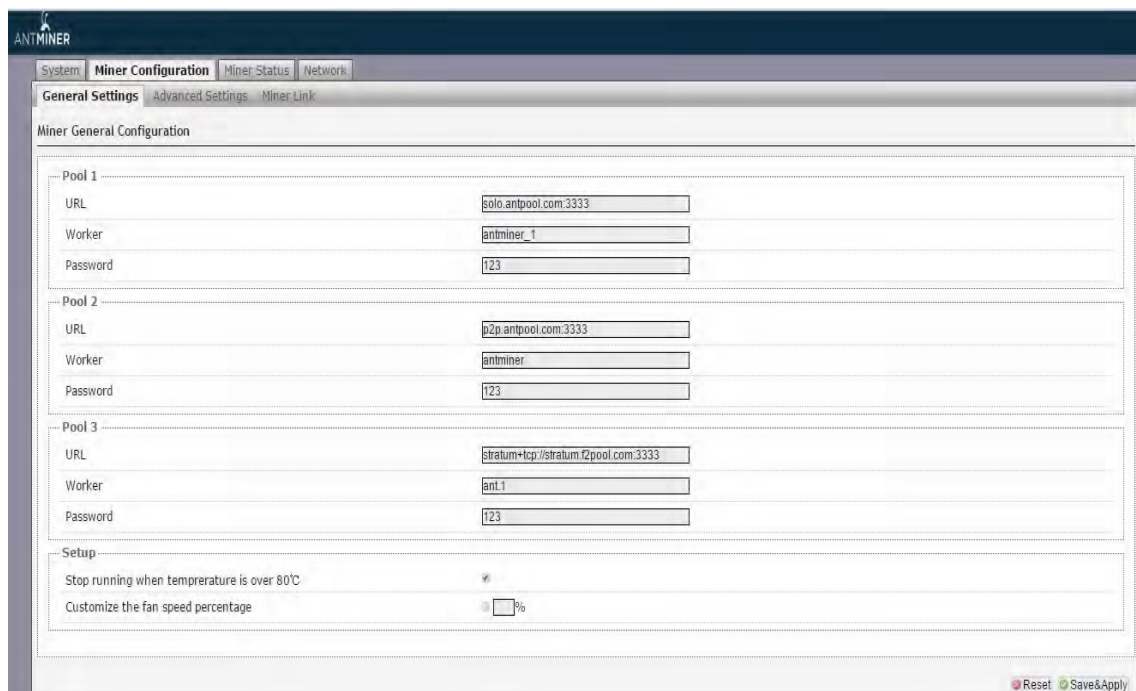 ANTMINER
System Miner Configuration Miner Status Network
General Settings Advanced Settings Miner Link
Miner General Configuration
Pool 1
URL solo.antpool.com:3333
Worker antminer_1
Password 123
Pool 2
URL p2p.antpool.com:3333
Worker antminer
Password 123
Pool 3
URL stratum+tcp://stratum.f2pool.com:3333
Worker ant.1
Password 123
Setup
Stop running when temprerature is over 80℃
Customize the fan speed percentage %
Reset Save&Apply